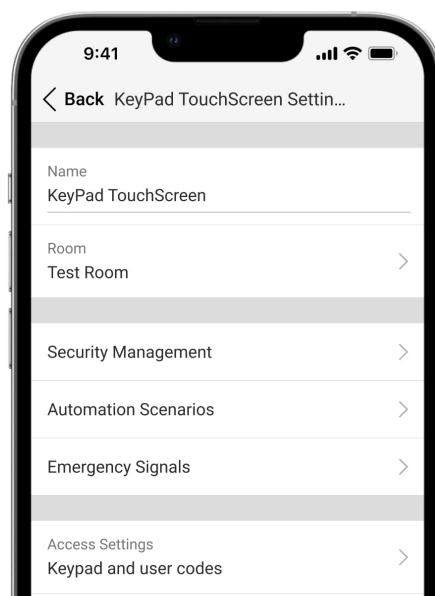 9:41
Back KeyPad TouchScreen Settin...
Name
KeyPad TouchScreen
Room
Test Room
Security Management
Automation Scenarios
Emergency Signals
Access Settings
Keypad and user codes